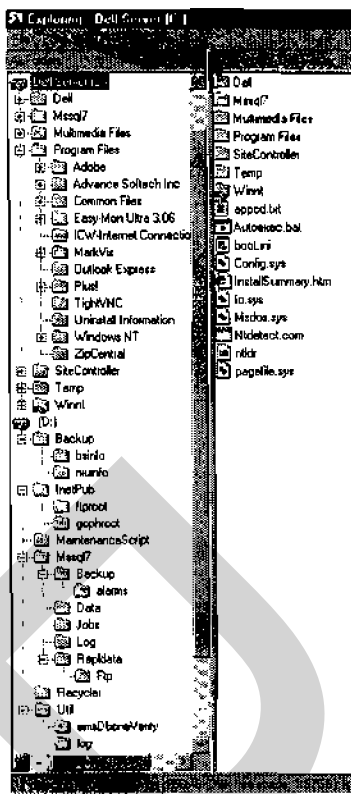 Exploring - Dell Server (C:)
Dell
Mssql7
Multimedia Files
Program Files
Adobe
Advance Softech Inc
Common Files
Easy-Mon Ultra 3.06
ICW-Internet Connectio
MarkVis
Outlook Express
Plus!
TightVNC
Uninstall Information
Windows NT
ZipCentral
SiteController
Temp
Winnt
(D:)
Backup
bsinfo
InetPub
ftproot
gophroot
MaintenanceScript
Mssql7
Backup
alarms
Data
Jobs
Log
Repldata
Ftp
Recycler
Util
log
Dell
Mssql7
Multimedia Files
Program Files
SiteController
Temp
Winnt
Autoexec.bat
boot.ini
Config.sys
InstallSummary.htm
Io.sys
Msdos.sys
Ntdetect.com
ntldr
pagefile.sys